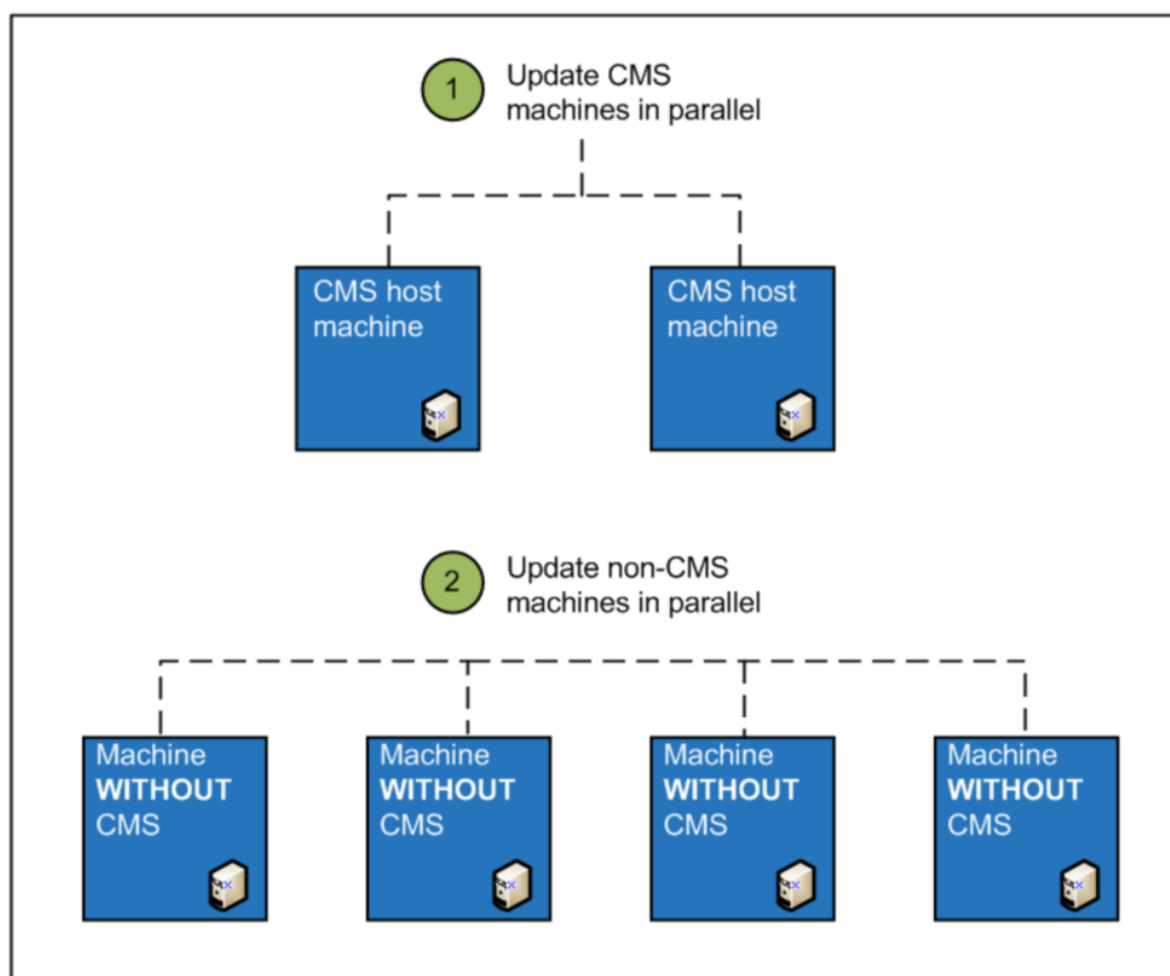 1
Update CMS
machines in parallel
CMS host
machine
CMS host
machine
2
Update non-CMS
machines in parallel
Machine
WITHOUT
CMS
Machine
WITHOUT
CMS
Machine
WITHOUT
CMS
Machine
WITHOUT
CMS